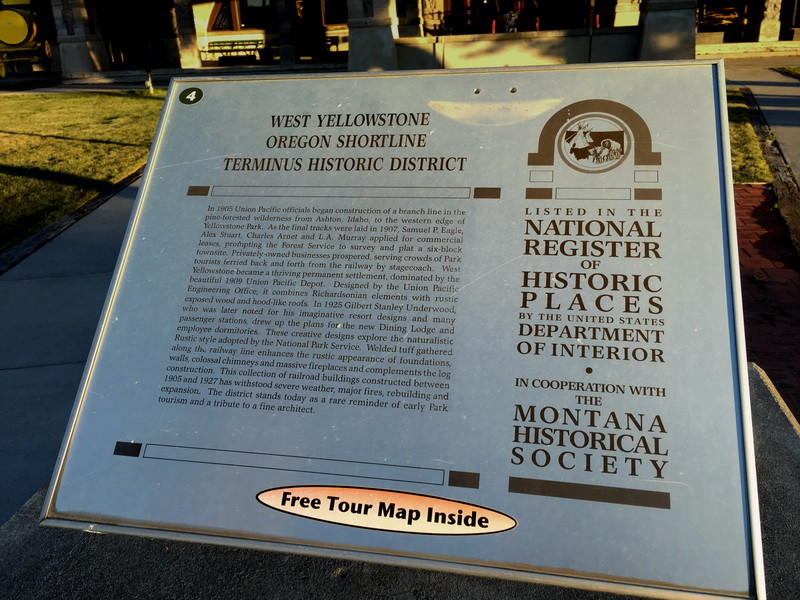 4
WEST YELLOWSTONE
OREGON SHORTLINE
TERMINUS HISTORIC DISTRICT
In 1905 Union Pacific officials began construction of a branch line in the
pine-forested wilderness from Ashton, Idaho, to the western edge of
Yellowstone Park. As the final tracks were laid in 1907, Samuel P. Eagle,
Alex Stuart, Charles Arnet and L.A. Murray applied for commercial
leases, prompting the Forest Service to survey and plat a six-block
townsite. Privately-owned businesses prospered, serving crowds of Park
tourists ferried back and forth from the railway by stagecoach. West
Yellowstone became a thriving permanent settlement, dominated by the
beautiful 1909 Union Pacific Depot. Designed by the Union Pacific
Engineering Office, it combines Richardsonian elements with rustic
exposed wood and hood-like roofs. In 1925 Gilbert Stanley Underwood,
who was later noted for his imaginative resort designs and many
passenger stations, drew up the plans for the new Dining Lodge and
employee dormitories. These creative designs explore the naturalistic
Rustic style adopted by the National Park Service. Welded tuff gathered
along the railway line enhances the rustic appearance of foundations,
walls, colossal chimneys and massive fireplaces and complements the log
construction. This collection of railroad buildings constructed between
1905 and 1927 has withstood severe weather, major fires, rebuilding and
expansion. The district stands today as a rare reminder of early Park
tourism and a tribute to a fine architect.
LISTED IN THE
NATIONAL
REGISTER
OF
HISTORIC
PLACES
BY THE UNITED STATES
DEPARTMENT
OF INTERIOR
•
IN COOPERATION WITH
THE
MONTANA
HISTORICAL
SOCIETY
Free Tour Map Inside